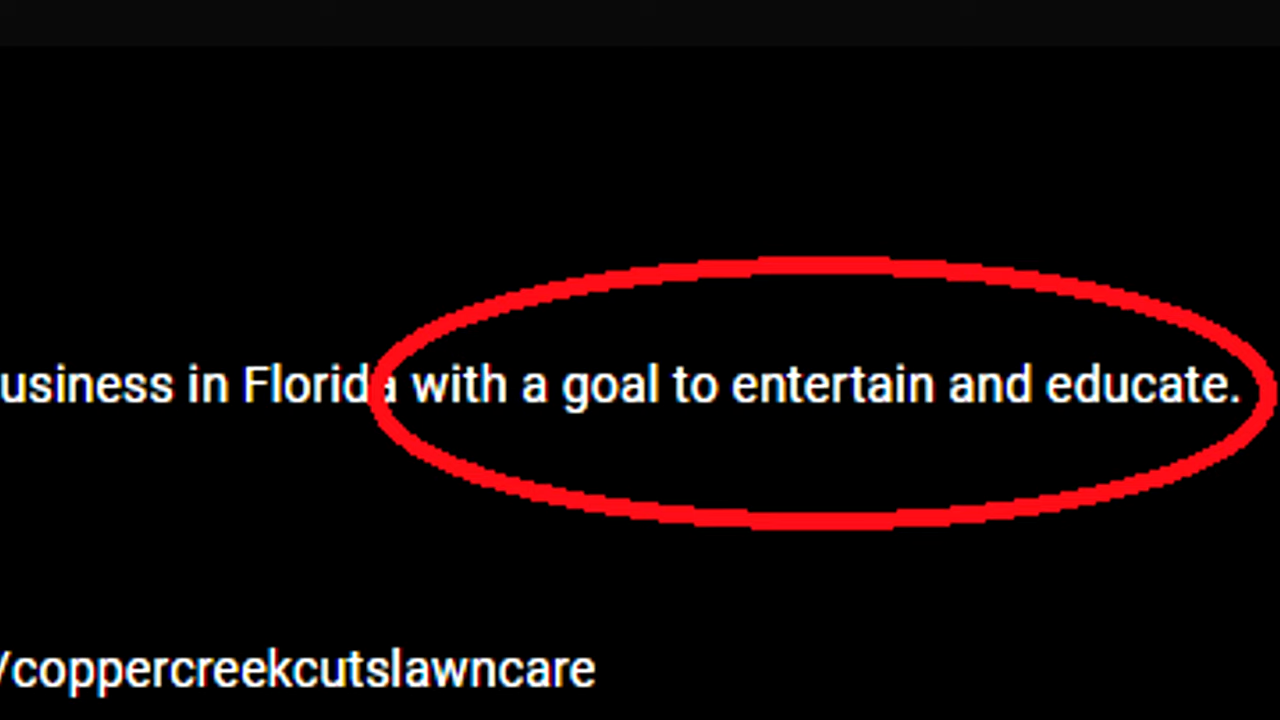 usiness in Florida with a goal to entertain and educate.
/coppercreekcutslawncare